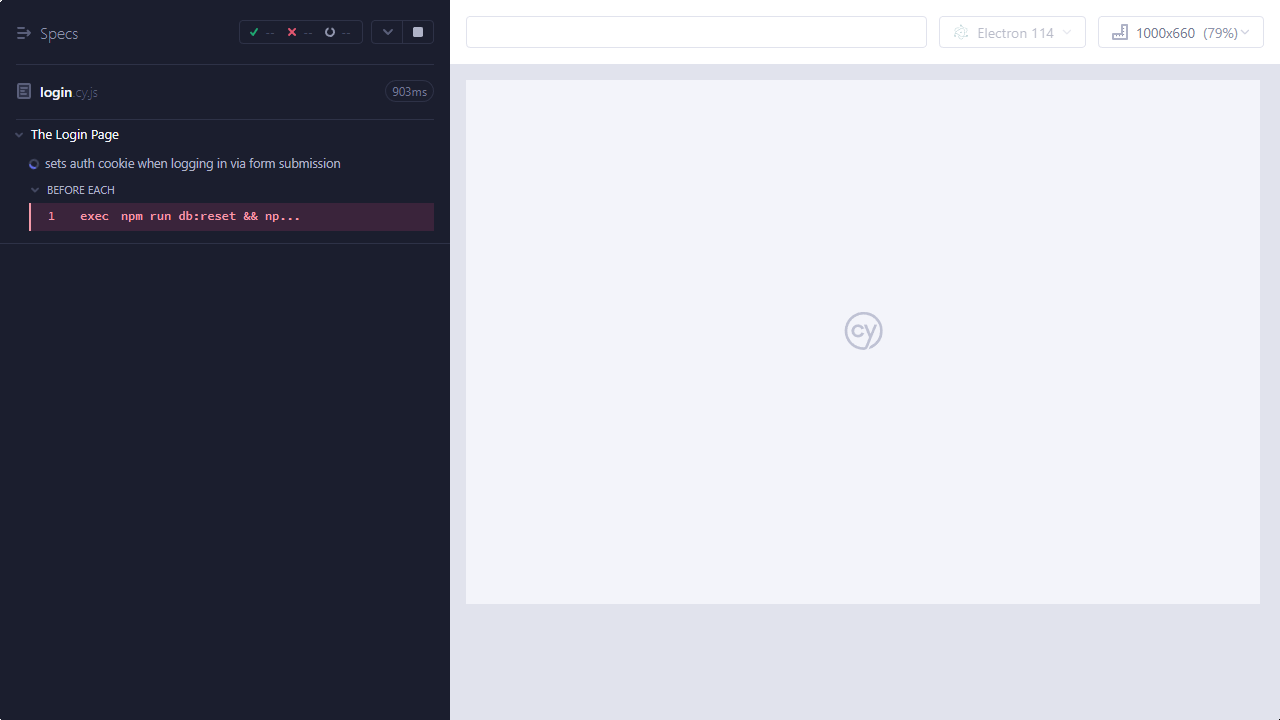 Specs
-- -- --
login.cy.js 903ms
The Login Page
sets auth cookie when logging in via form submission
BEFORE EACH
1 exec npm run db:reset && np...
Electron 114
1000x660 (79%)
cy